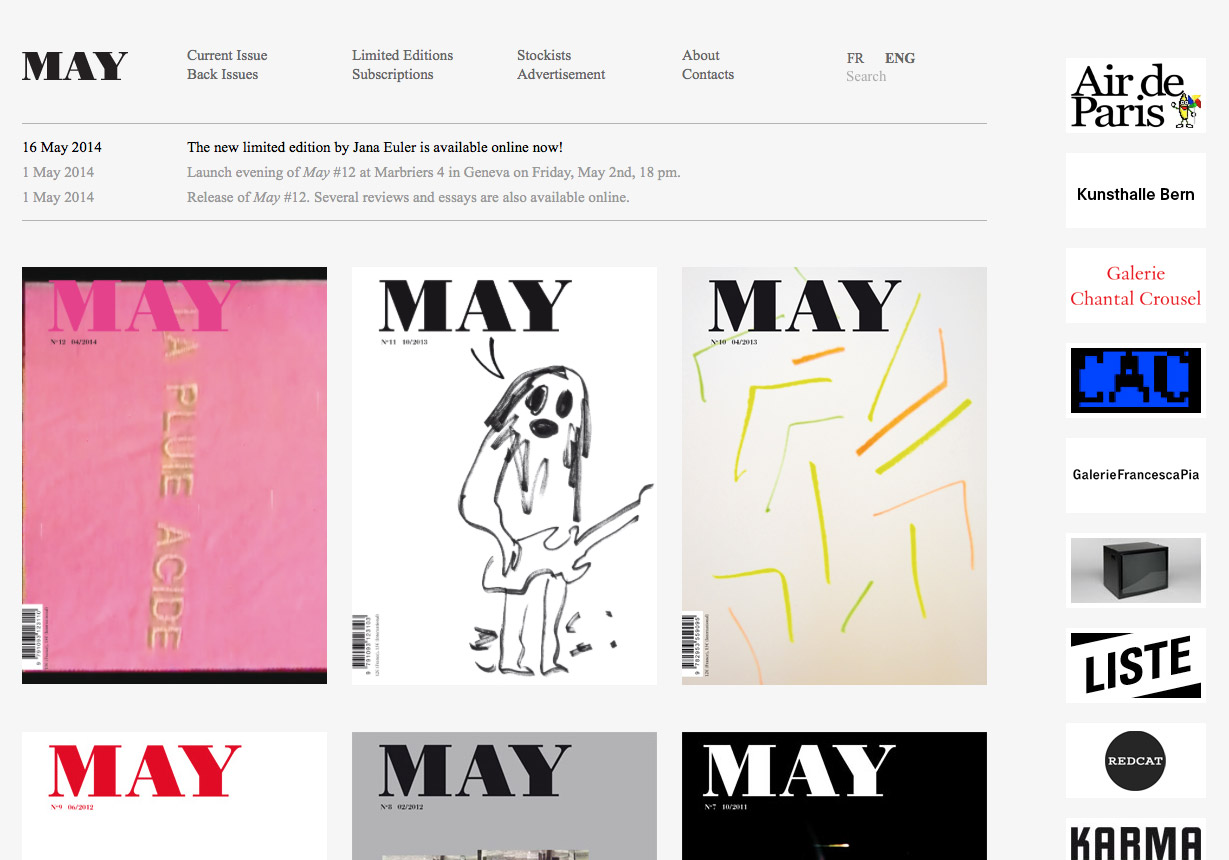 MAY
Current Issue
Back Issues
Limited Editions
Subscriptions
Stockists
Advertisement
About
Contacts
FR ENG
Search
16 May 2014 The new limited edition by Jana Euler is available online now!
1 May 2014 Launch evening of May #12 at Marbriers 4 in Geneva on Friday, May 2nd, 18 pm.
1 May 2014 Release of May #12. Several reviews and essays are also available online.
MAY
N°12 04/2014
LA PLUIE ACIDE
MAY
N°11 10/2013
MAY
N°10 04/2013
MAY
N°9 06/2012
MAY
N°8 02/2012
MAY
N°7 10/2011
Air de
Paris
Kunsthalle Bern
Galerie
Chantal Crousel
GalerieFrancescaPia
LISTE
REDCAT
KARMA